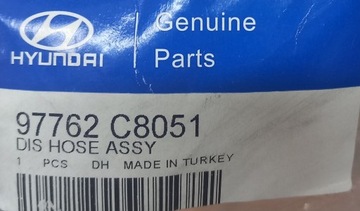 Genuine
Parts
HYUNDAI
97762 C8051
DIS HOSE ASSY
1 PCS DH MADE IN TURKEY